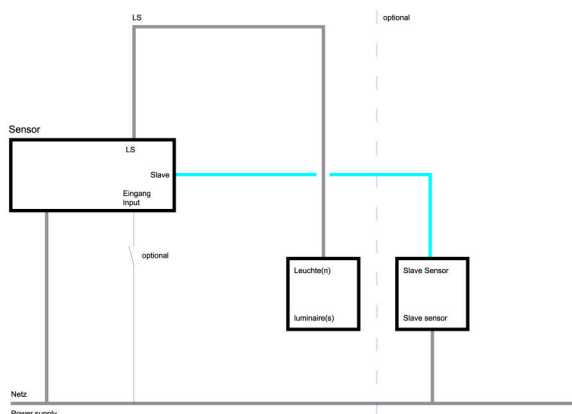 LS
optional
Sensor
LS
Slave
Eingang
Input
optional
Leuchte(n)
luminaire(s)
Slave Sensor
Slave sensor
Netz
Power supply